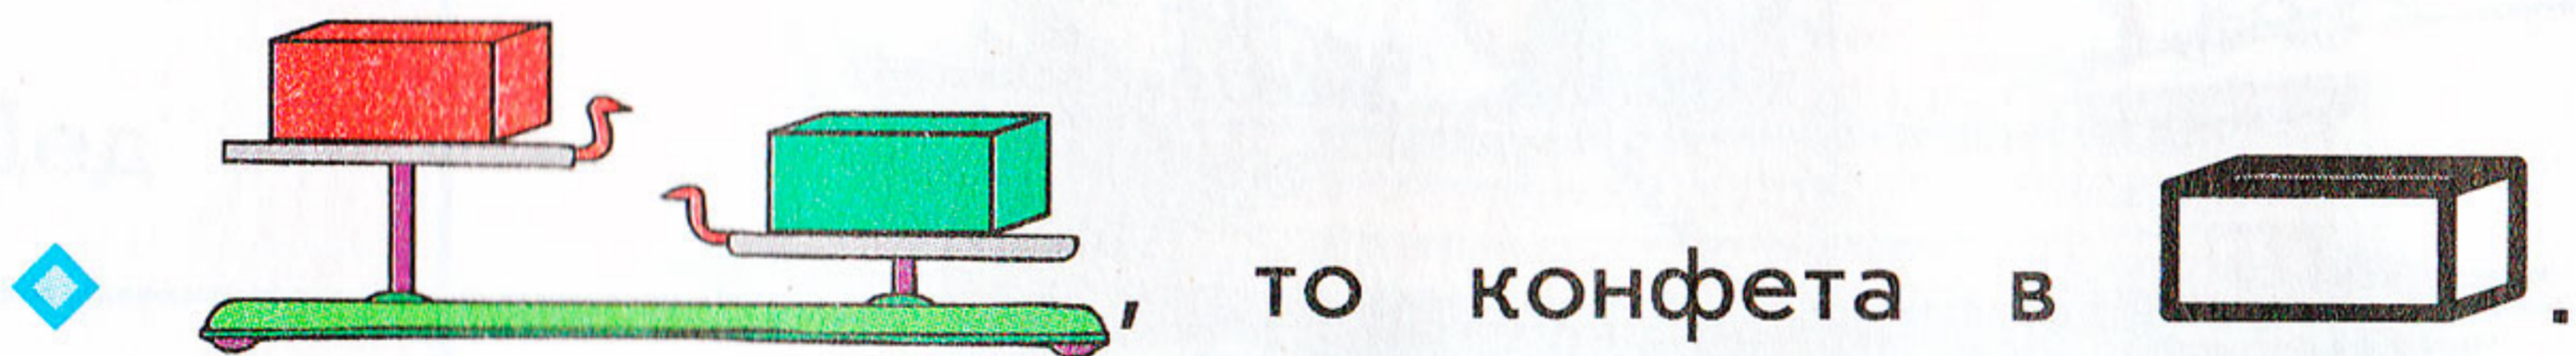 , то конфета в .